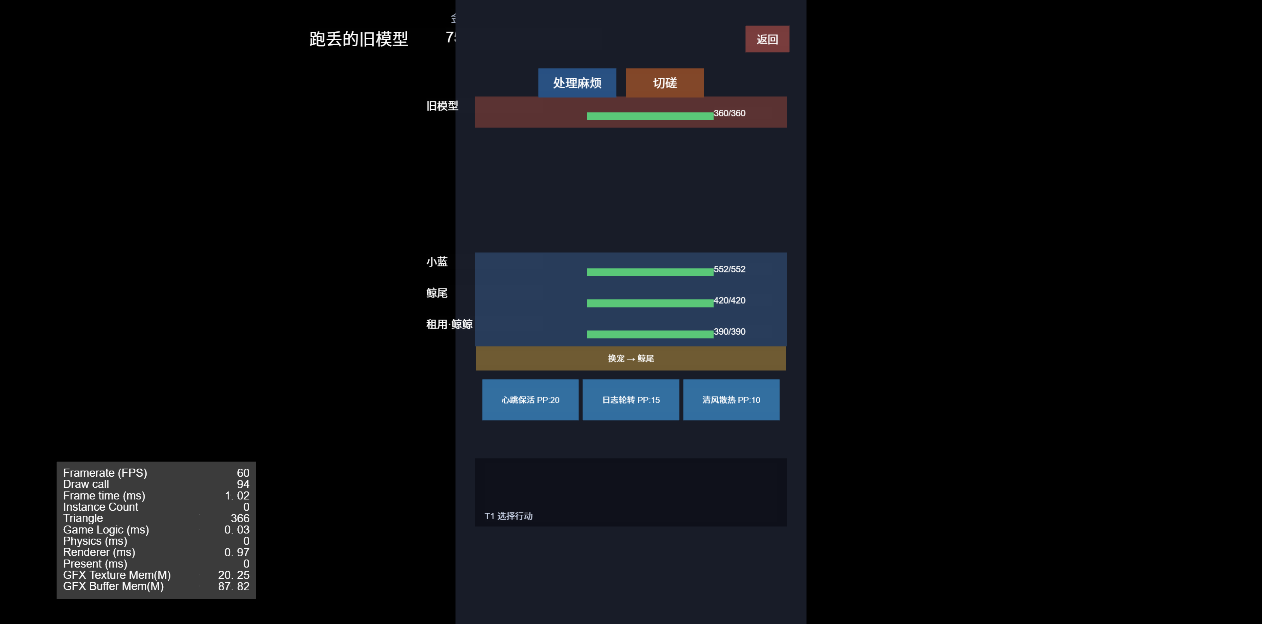 跑丢的旧模型
返回
处理麻烦 切磋
旧模型 360/360
小蓝 552/552
鲸尾 420/420
租用·鲸鲸 390/390
换宠 → 鲸尾
心跳保活 PP:20 日志轮转 PP:15 清风散热 PP:10
T1 选择行动
Framerate (FPS) 60
Draw call 94
Frame time (ms) 1. 02
Instance Count 0
Triangle 366
Game Logic (ms) 0. 03
Physics (ms) 0
Renderer (ms) 0. 97
Present (ms) 0
GFX Texture Mem(M) 20. 25
GFX Buffer Mem(M) 87. 82